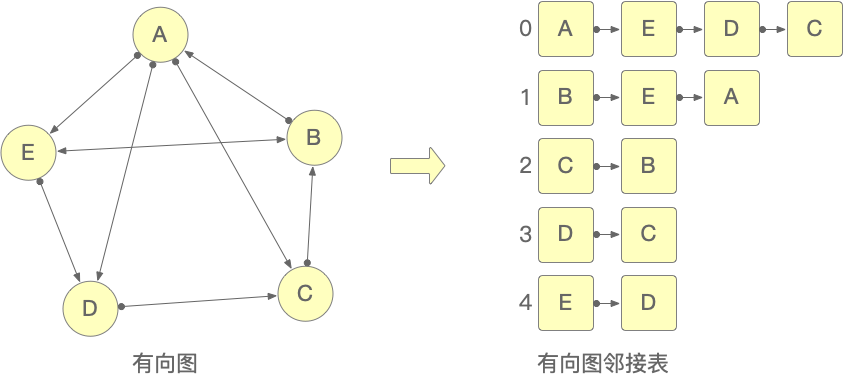 A
B
E
D
C
有向图
0 A E D C
1 B E A
2 C B
3 D C
4 E D
有向图邻接表